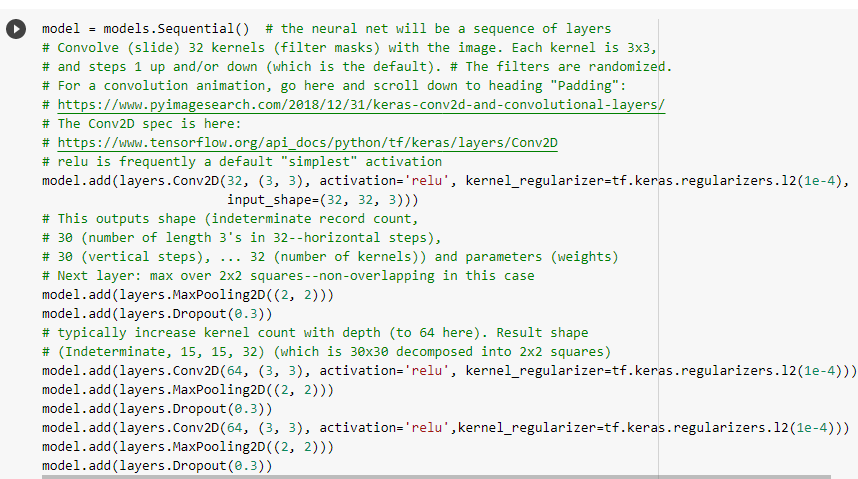 model = models.Sequential()  # the neural net will be a sequence of layers
# Convolve (slide) 32 kernels (filter masks) with the image. Each kernel is 3x3,
# and steps 1 up and/or down (which is the default). # The filters are randomized.
# For a convolution animation, go here and scroll down to heading "Padding":
# https://www.pyimagesearch.com/2018/12/31/keras-conv2d-and-convolutional-layers/
# The Conv2D spec is here:
# https://www.tensorflow.org/api_docs/python/tf/keras/layers/Conv2D
# relu is frequently a default "simplest" activation
model.add(layers.Conv2D(32, (3, 3), activation='relu', kernel_regularizer=tf.keras.regularizers.l2(1e-4),
                        input_shape=(32, 32, 3)))
# This outputs shape (indeterminate record count,
# 30 (number of length 3's in 32--horizontal steps),
# 30 (vertical steps), ... 32 (number of kernels)) and parameters (weights)
# Next layer: max over 2x2 squares--non-overlapping in this case
model.add(layers.MaxPooling2D((2, 2)))
model.add(layers.Dropout(0.3))
# typically increase kernel count with depth (to 64 here). Result shape
# (Indeterminate, 15, 15, 32) (which is 30x30 decomposed into 2x2 squares)
model.add(layers.Conv2D(64, (3, 3), activation='relu', kernel_regularizer=tf.keras.regularizers.l2(1e-4)))
model.add(layers.MaxPooling2D((2, 2)))
model.add(layers.Dropout(0.3))
model.add(layers.Conv2D(64, (3, 3), activation='relu',kernel_regularizer=tf.keras.regularizers.l2(1e-4)))
model.add(layers.MaxPooling2D((2, 2)))
model.add(layers.Dropout(0.3))